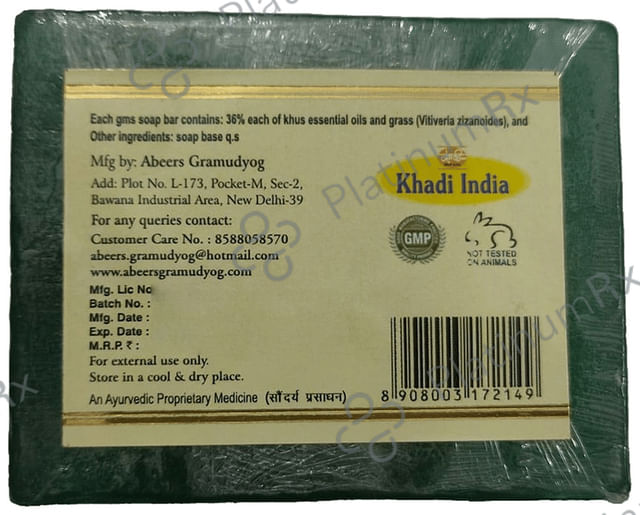 Each gms soap bar contains: 36% each of khus essential oils and grass (Vitiveria zizanoides), and
Other ingredients: soap base q.s
Mfg by: Abeers Gramudyog
Add: Plot No. L-173, Pocket-M, Sec-2,
Bawana Industrial Area, New Delhi-39
For any queries contact:
Customer Care No. : 8588058570
abeers.gramudyog@hotmail.com
www.abeersgramudyog.com
Mfg. Lic No
Batch No. :
Mfg. Date :
Exp. Date :
M.R.P. ₹ :
For external use only.
Store in a cool & dry place.
An Ayurvedic Proprietary Medicine (सौंदर्य प्रसाधन)
Khadi India
GMP
NOT TESTED
ON ANIMALS
8 908003 172149
PlatinumRx
PlatinumRx
PlatinumRx
Rx